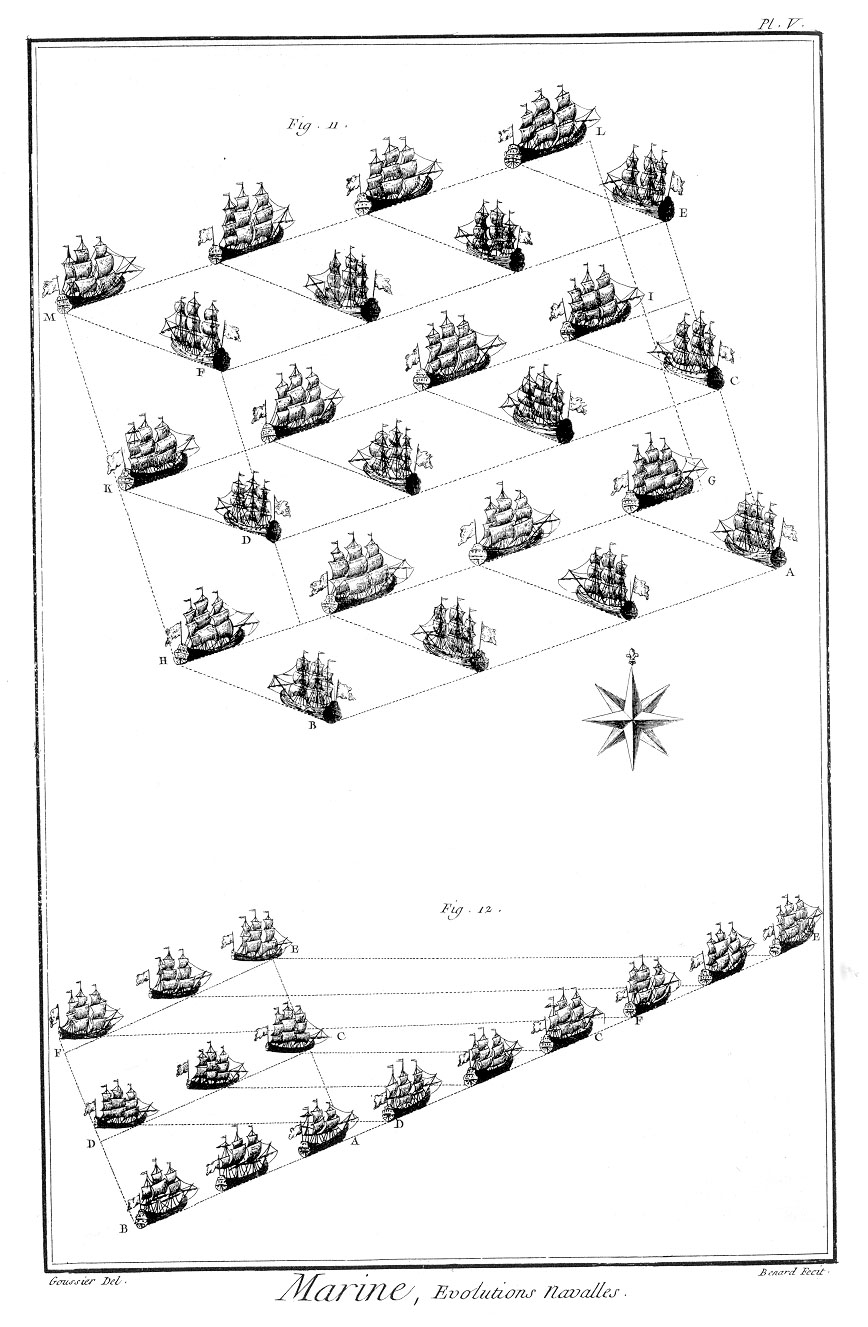 Pl. V.
Fig. 11.
L
E
M
I
F
C
K
G
D
A
H
B
Fig. 12.
E
E
C
F
C
F
D
A
D
B
Goussier Del.
Benard Fecit.
Marine, Evolutions Navalles.